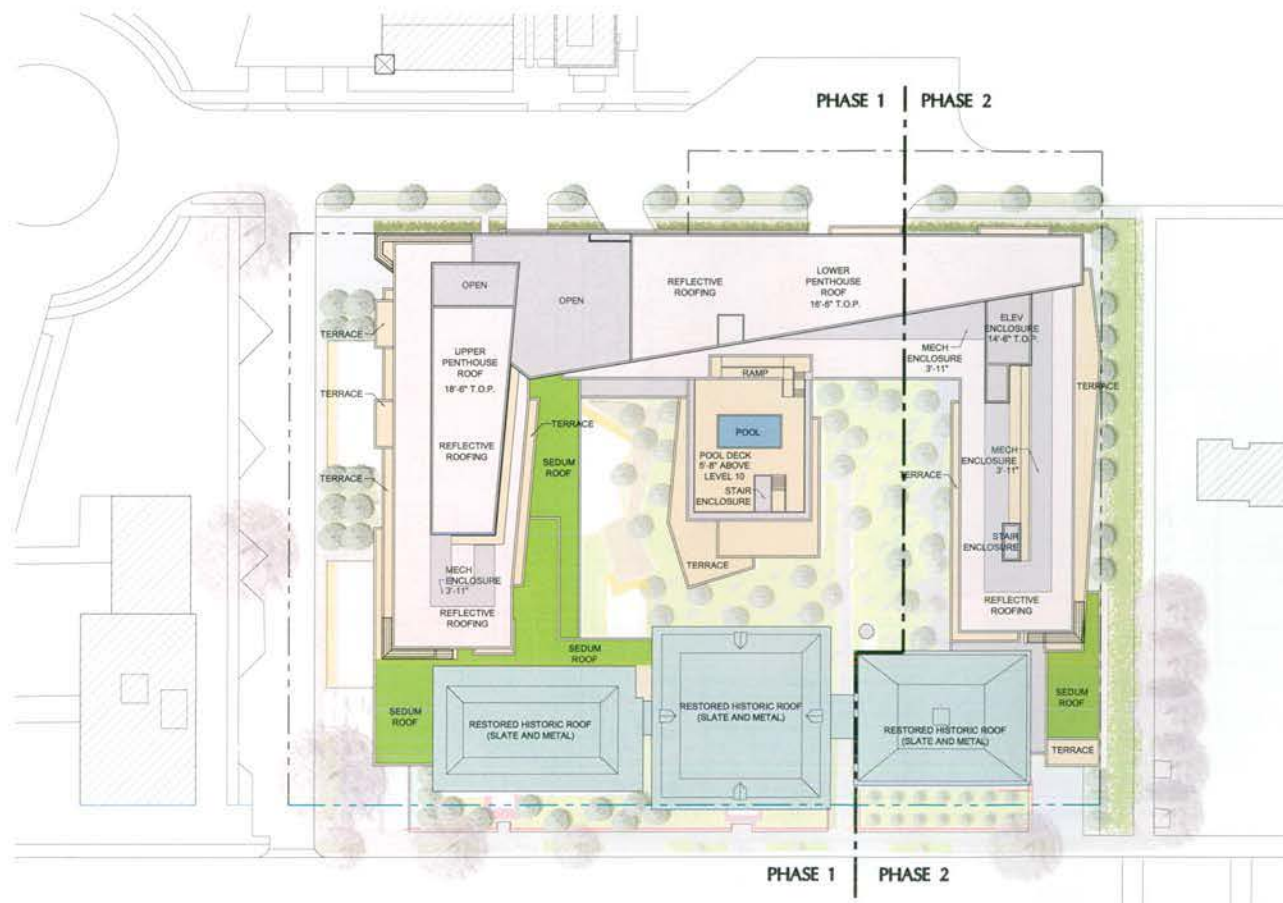 PHASE 1
PHASE 2
OPEN
OPEN
REFLECTIVE
ROOFING
LOWER
PENTHOUSE
ROOF
16'-6" T.O.P.
ELEV
ENCLOSURE
14'-6" T.O.P.
MECH
ENCLOSURE
3'-11"
TERRACE
UPPER
PENTHOUSE
ROOF
18'-6" T.O.P.
RAMP
TERRACE
TERRACE
TERRACE
POOL
REFLECTIVE
ROOFING
SEDUM
ROOF
POOL DECK
5'-8" ABOVE
LEVEL 10
MECH
ENCLOSURE
3'-11"
TERRACE
TERRACE
STAIR
ENCLOSURE
STAIR
ENCLOSURE
TERRACE
MECH
ENCLOSURE
3'-11"
REFLECTIVE
ROOFING
REFLECTIVE
ROOFING
SEDUM
ROOF
SEDUM
ROOF
RESTORED HISTORIC ROOF
(SLATE AND METAL)
RESTORED HISTORIC ROOF
(SLATE AND METAL)
RESTORED HISTORIC ROOF
(SLATE AND METAL)
SEDUM
ROOF
TERRACE
PHASE 1
PHASE 2